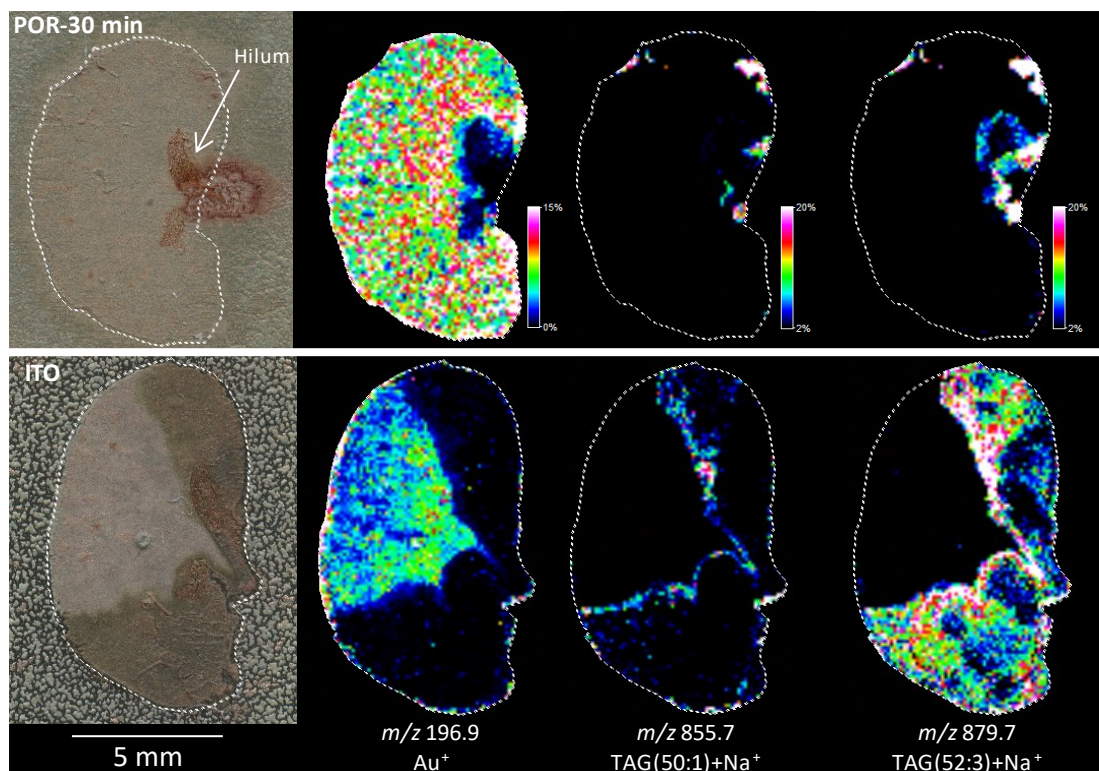 POR-30 min
Hilum
15%
0%
20%
2%
20%
2%
ITO
5 mm
m/z 196.9
Au⁺
m/z 855.7
TAG(50:1)+Na⁺
m/z 879.7
TAG(52:3)+Na⁺